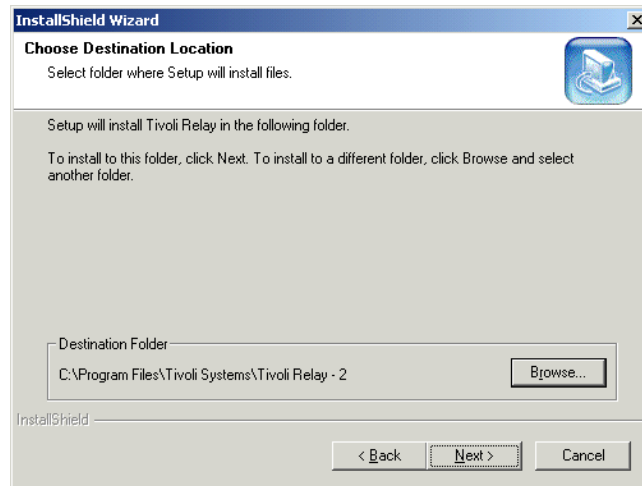 InstallShield Wizard
Choose Destination Location
Select folder where Setup will install files.
Setup will install Tivoli Relay in the following folder.
To install to this folder, click Next. To install to a different folder, click Browse and select
another folder.
Destination Folder
C:\Program Files\Tivoli Systems\Tivoli Relay - 2
Browse...
InstallShield
< Back
Next >
Cancel